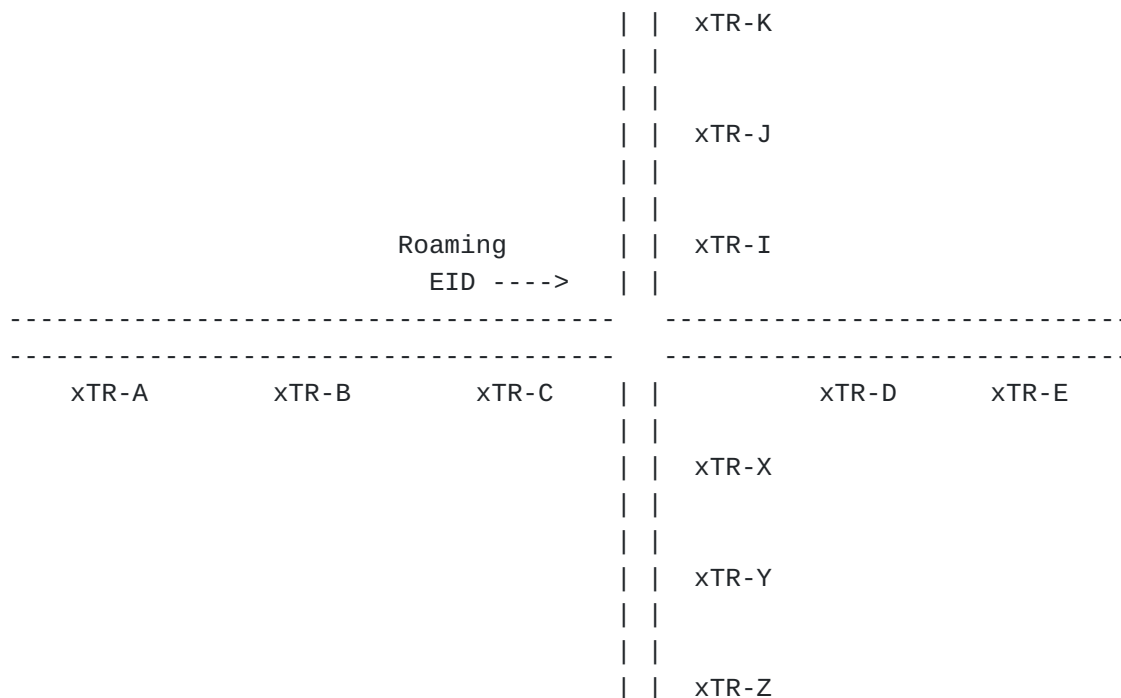 | | xTR-K
| |
| |
| | xTR-J
| |
| |
Roaming | | xTR-I
EID ----> | |
--------------------------------------- ------------------------------
--------------------------------------- ------------------------------
xTR-A xTR-B xTR-C | | xTR-D xTR-E
| |
| | xTR-X
| |
| |
| | xTR-Y
| |
| |
| | xTR-Z